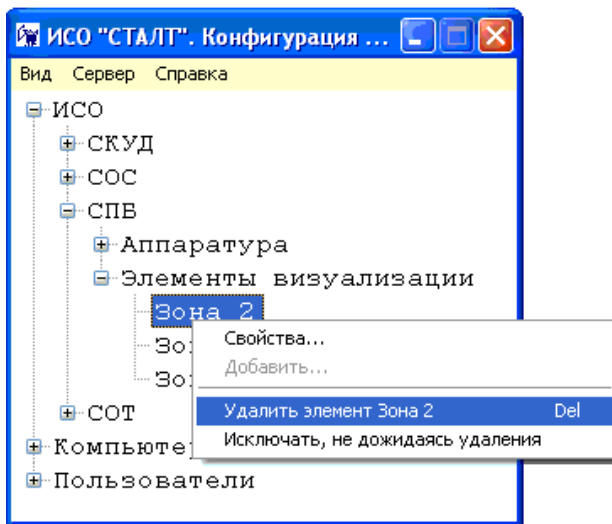 ИСО "СТАЛТ". Конфигурация ...
Вид Сервер Справка
ИСО
СКУД
СОС
СПВ
Аппаратура
Элементы визуализации
Зона 2
Свойства...
Добавить...
Удалить элемент Зона 2 Del
СОТ
Исключать, не дожидаясь удаления
Пользователи